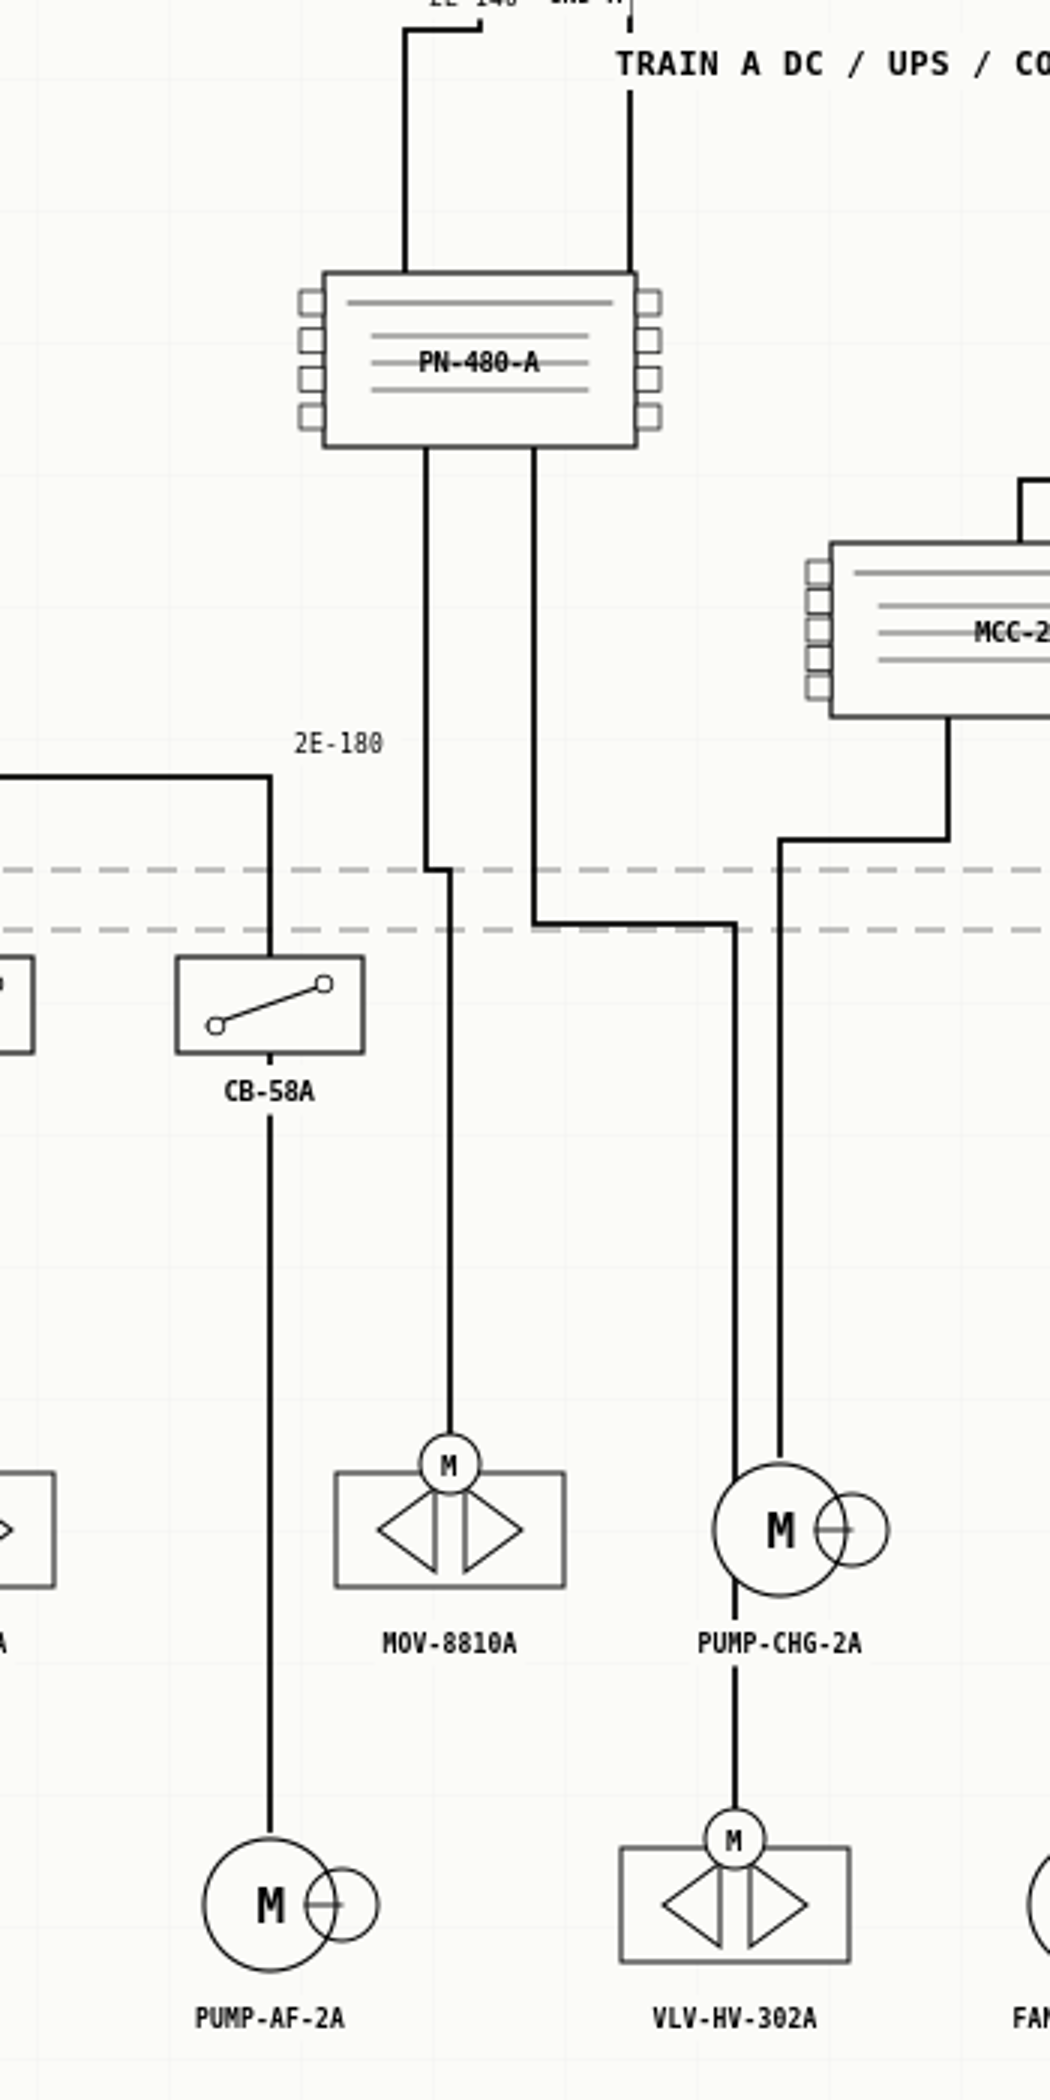 TRAIN A DC / UPS / CO
PN-480-A
MCC-2
2E-180
CB-58A
M
M
MOV-8810A
PUMP-CHG-2A
M
M
PUMP-AF-2A
VLV-HV-302A
FAN